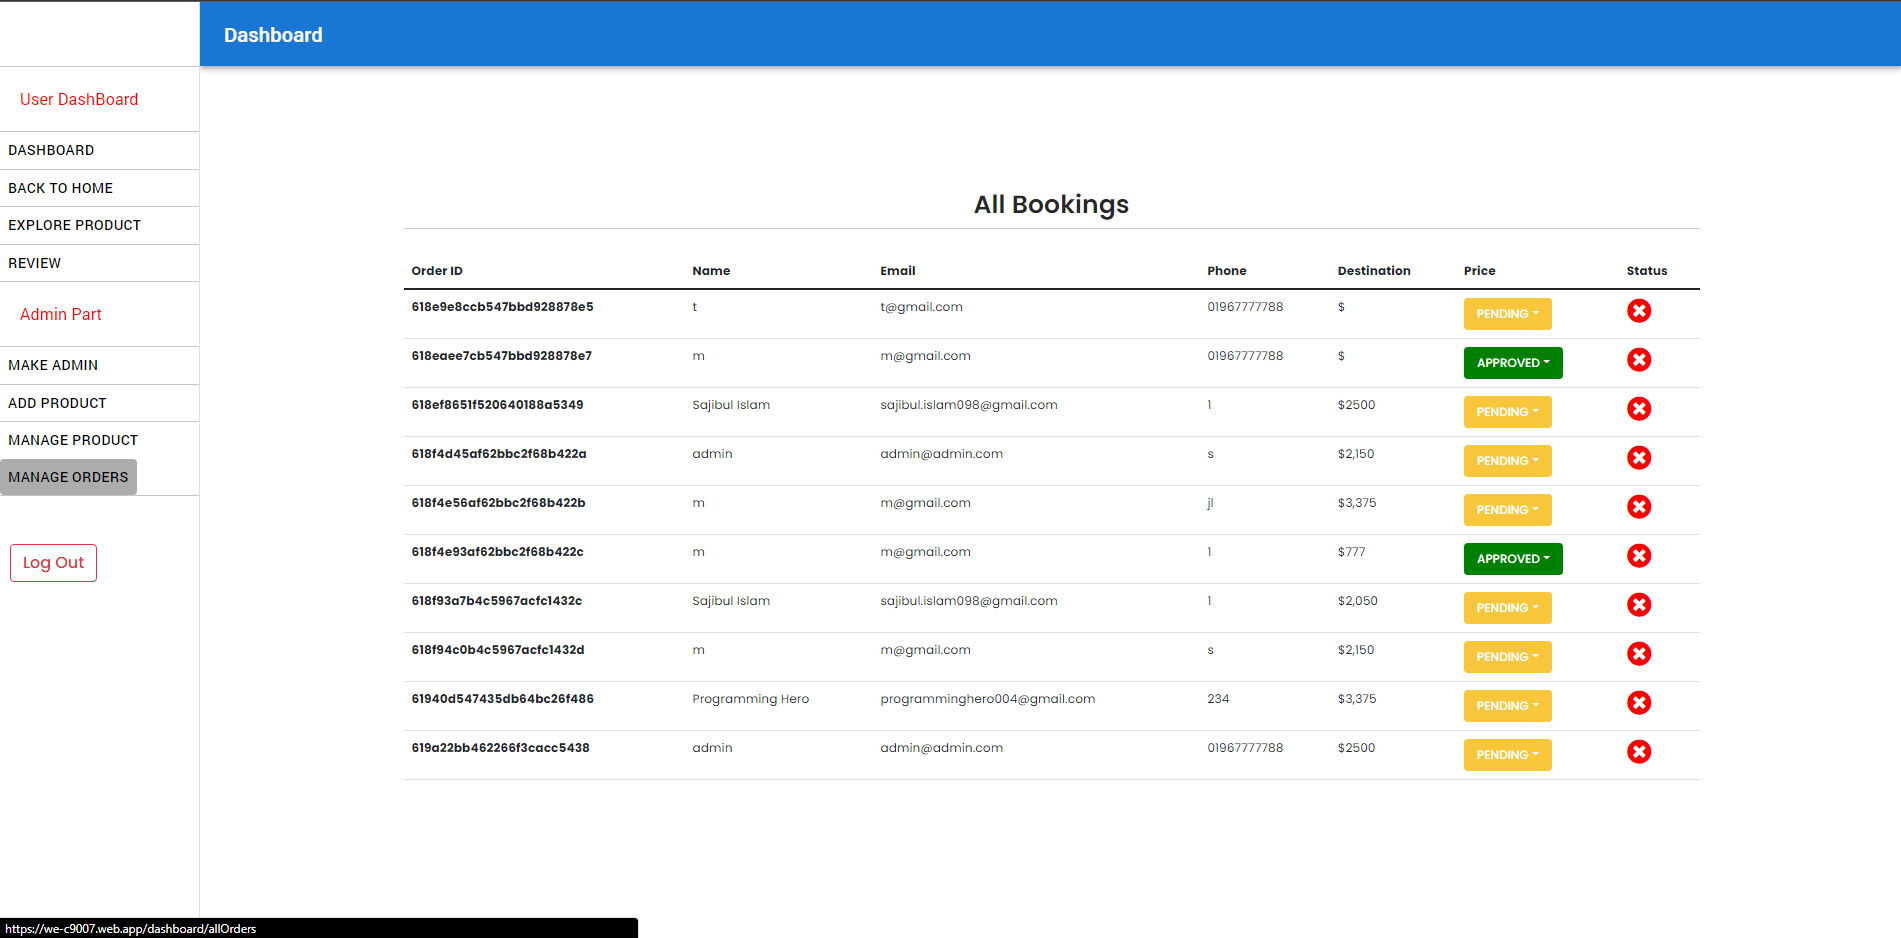 Dashboard
User DashBoard
DASHBOARD
BACK TO HOME
EXPLORE PRODUCT
REVIEW
Admin Part
MAKE ADMIN
ADD PRODUCT
MANAGE PRODUCT
MANAGE ORDERS
Log Out
All Bookings
Order ID Name Email Phone Destination Price Status
618e9e8ccb547bbd928878e5 t t@gmail.com 01967777788 $ PENDING
618eaee7cb547bbd928878e7 m m@gmail.com 01967777788 $ APPROVED
618ef8651f520640188a5349 Sajibul Islam sajibul.islam098@gmail.com 1 $2500 PENDING
618f4d45af62bbc2f68b422a admin admin@admin.com s $2,150 PENDING
618f4e56af62bbc2f68b422b m m@gmail.com jl $3,375 PENDING
618f4e93af62bbc2f68b422c m m@gmail.com 1 $777 APPROVED
618f93a7b4c5967acfc1432c Sajibul Islam sajibul.islam098@gmail.com 1 $2,050 PENDING
618f94c0b4c5967acfc1432d m m@gmail.com s $2,150 PENDING
61940d547435db64bc26f486 Programming Hero programminghero004@gmail.com 234 $3,375 PENDING
619a22bb462266f3cacc5438 admin admin@admin.com 01967777788 $2500 PENDING
https://we-c9007.web.app/dashboard/allOrders